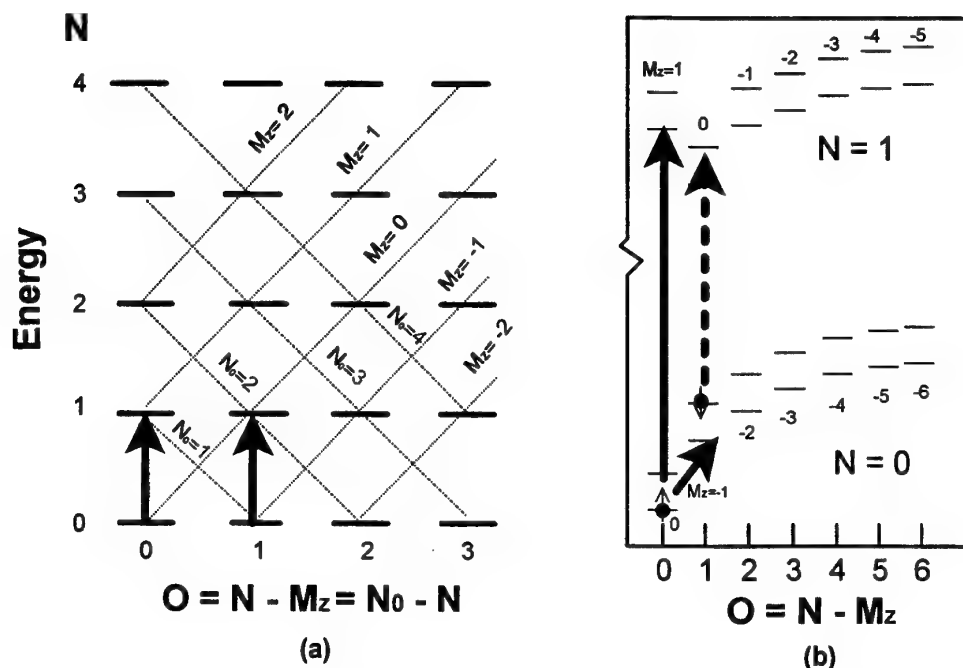 N
4
3
2
1
0
Energy
Mz= 2
Mz= 1
Mz= 0
Mz= -1
Mz= -2
N₀=1
N₀=2
N₀=3
N₀=4
0 1 2 3
O = N - Mz = N₀ - N
(a)
Mz=1
0
-1
-2
-3
-4
-5
N = 1
-2
-3
-4
-5
-6
N = 0
Mz=-1
0
0 1 2 3 4 5 6
O = N - Mz
(b)